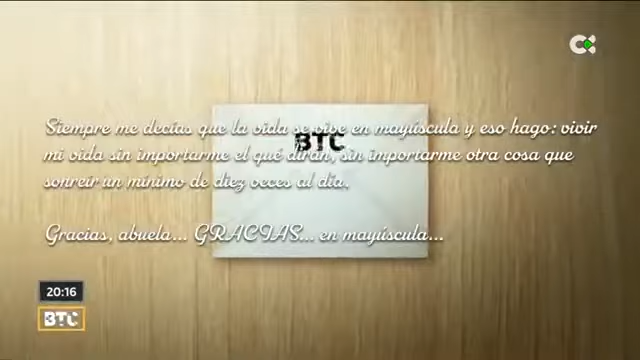 Siempre me decías que la vida se vive en mayúscula y eso hago: vivir
BTC
mi vida sin importarme el qué dirán, sin importarme otra cosa que
sonreír un mínimo de diez veces al día.
Gracias, abuela... GRACIAS... en mayúscula...
20:16
BTC